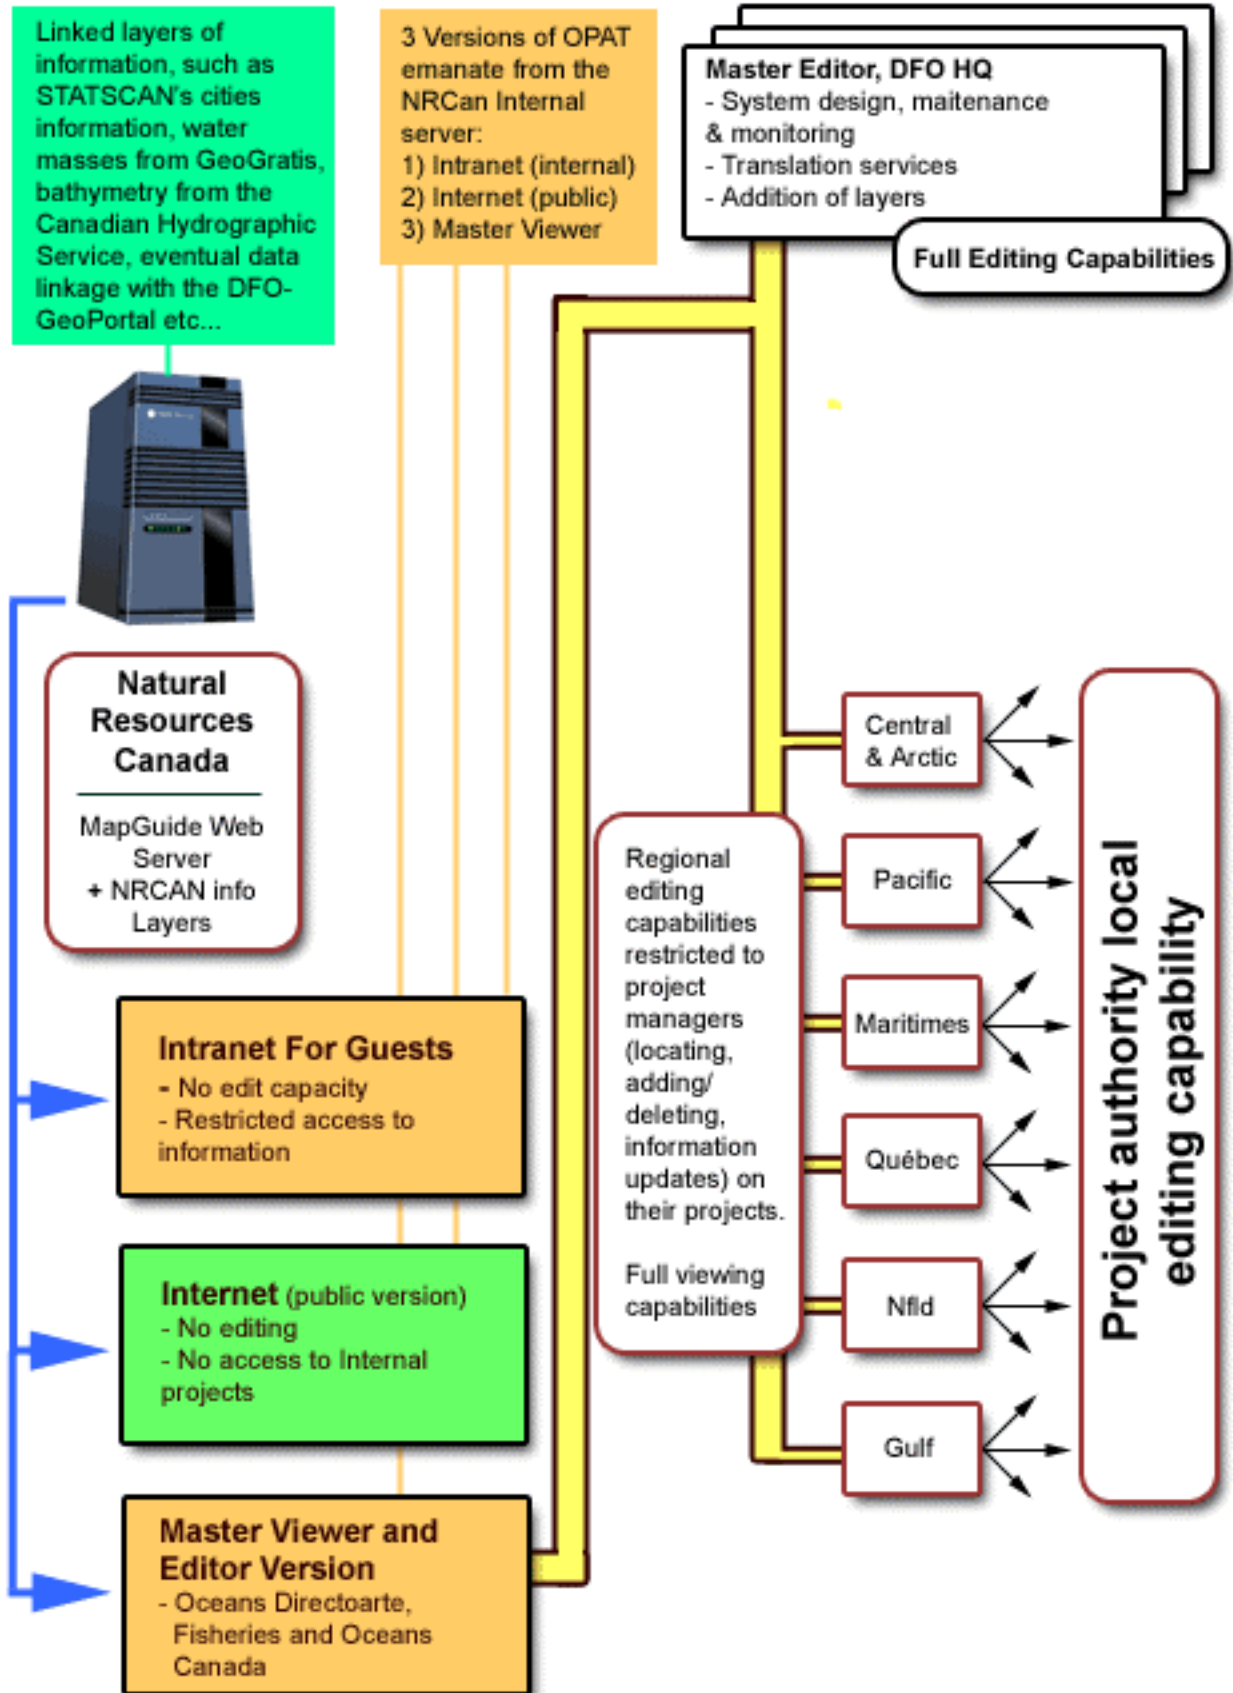 Linked layers of
information, such as
STATSCAN's cities
information, water
masses from GeoGratis,
bathymetry from the
Canadian Hydrographic
Service, eventual data
linkage with the DFO-
GeoPortal etc...
3 Versions of OPAT
emanate from the
NRCan Internal
server:
1) Intranet (internal)
2) Internet (public)
3) Master Viewer
Master Editor, DFO HQ
- System design, maitenance
& monitoring
- Translation services
- Addition of layers
Full Editing Capabilities
Natural
Resources
Canada
MapGuide Web
Server
+ NRCAN info
Layers
Intranet For Guests
- No edit capacity
- Restricted access to
information
Internet (public version)
- No editing
- No access to Internal
projects
Master Viewer and
Editor Version
- Oceans Directoarte,
Fisheries and Oceans
Canada
Regional
editing
capabilities
restricted to
project
managers
(locating,
adding/
deleting,
information
updates) on
their projects.
Full viewing
capabilities
Central
& Arctic
Pacific
Maritimes
Québec
Nfld
Gulf
Project authority local
editing capability